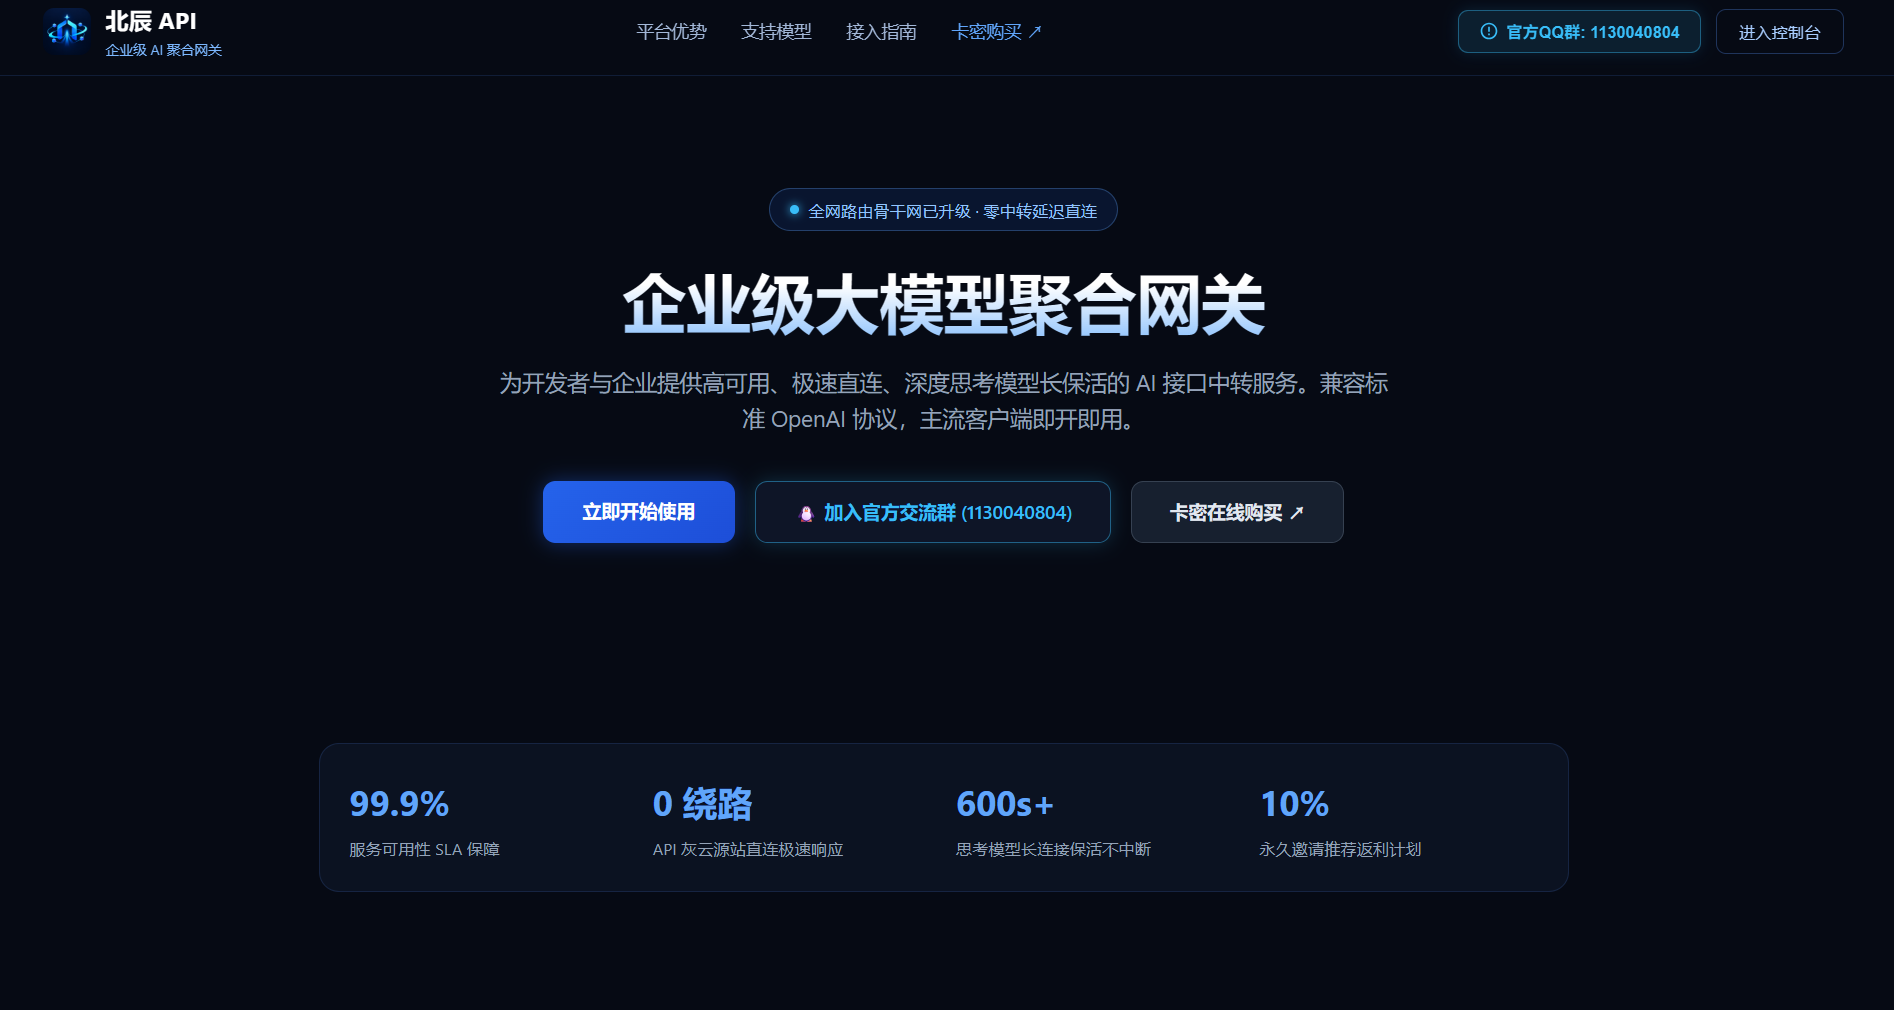 北辰 API
企业级 AI 聚合网关
平台优势
支持模型
接入指南
卡密购买 ↗
官方QQ群: 1130040804
进入控制台
全网路由骨干网已升级 · 零中转延迟直连
企业级大模型聚合网关
为开发者与企业提供高可用、极速直连、深度思考模型长保活的 AI 接口中转服务。兼容标
准 OpenAI 协议，主流客户端即开即用。
立即开始使用
加入官方交流群 (1130040804)
卡密在线购买 ↗
99.9%
服务可用性 SLA 保障
0 绕路
API 灰云源站直连极速响应
600s+
思考模型长连接保活不中断
10%
永久邀请推荐返利计划